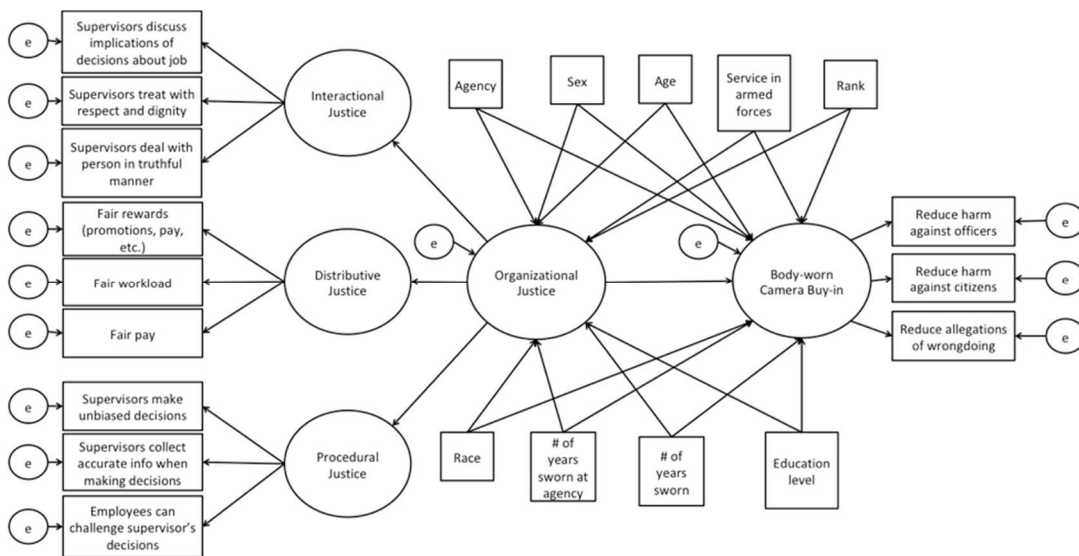 e
Supervisors discuss
implications of
decisions about job
e
Supervisors treat with
respect and dignity
e
Supervisors deal with
person in truthful
manner
Interactional
Justice
e
Fair rewards
(promotions, pay,
etc.)
e
Fair workload
e
Fair pay
Distributive
Justice
e
Supervisors make
unbiased decisions
e
Supervisors collect
accurate info when
making decisions
e
Employees can
challenge supervisor's
decisions
Procedural
Justice
Agency
Sex
Age
Service in
armed
forces
Rank
e
Organizational
Justice
e
Body-worn
Camera Buy-in
Reduce harm
against officers
e
Reduce harm
against citizens
e
Reduce allegations
of wrongdoing
e
Race
# of
years
sworn at
agency
# of
years
sworn
Education
level